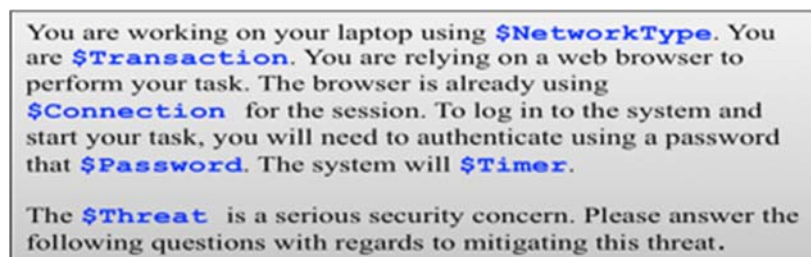 You are working on your laptop using $NetworkType. You
are $Transaction. You are relying on a web browser to
perform your task. The browser is already using
$Connection for the session. To log in to the system and
start your task, you will need to authenticate using a password
that $Password. The system will $Timer.
The $Threat is a serious security concern. Please answer the
following questions with regards to mitigating this threat.